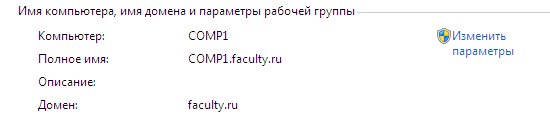 Имя компьютера, имя домена и параметры рабочей группы
Компьютер: COMP1 Изменить параметры
Полное имя: COMP1.faculty.ru
Описание:
Домен: faculty.ru